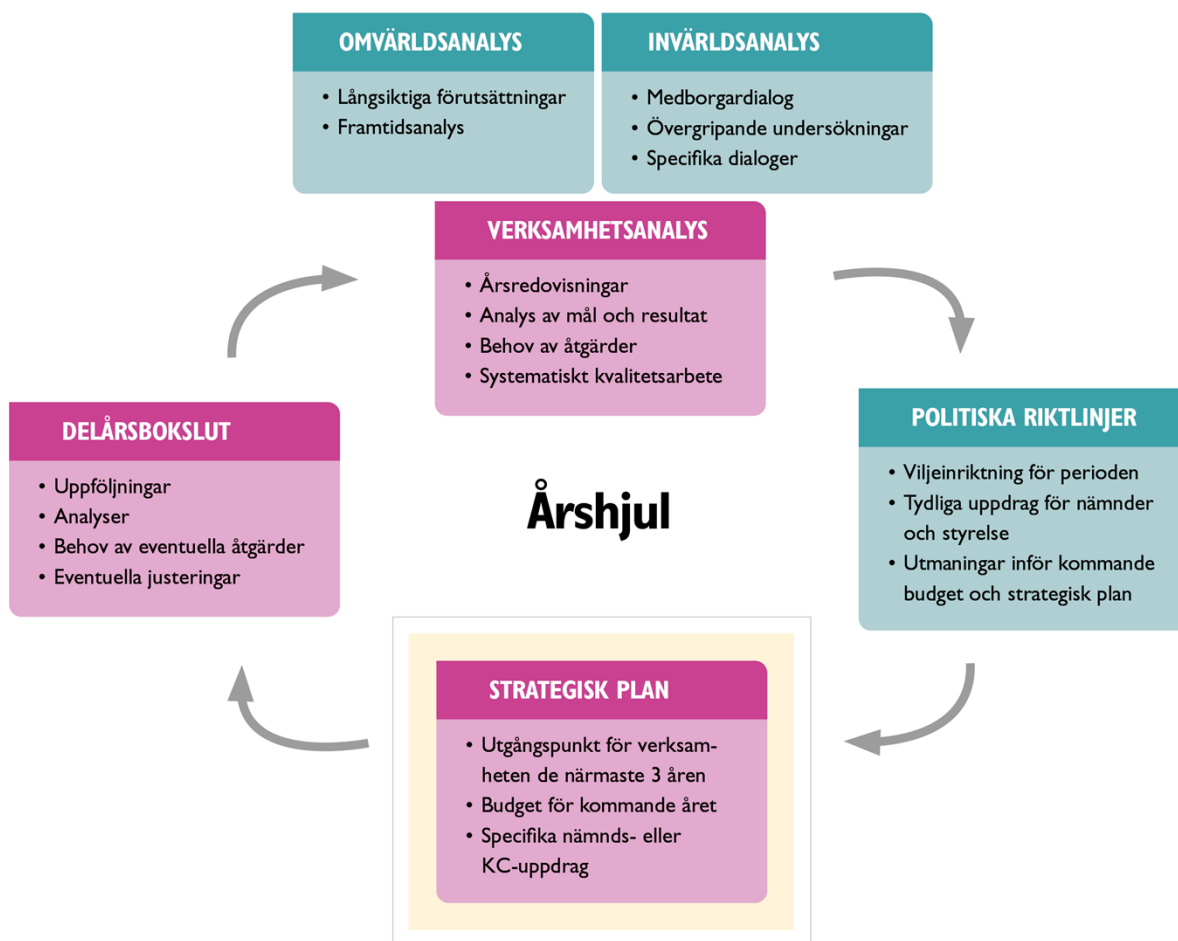 OMVÄRLDSANALYS
• Långsiktiga förutsättningar
• Framtidsanalys
INVÄRLDSANALYS
• Medborgardialog
• Övergripande undersökningar
• Specifika dialoger
VERKSAMHETSANALYS
• Årsredovisningar
• Analys av mål och resultat
• Behov av åtgärder
• Systematiskt kvalitetsarbete
DELÅRSBOKSLUT
• Uppföljningar
• Analyser
• Behov av eventuella åtgärder
• Eventuella justeringar
Årshjul
POLITISKA RIKTLINJER
• Viljeinriktning för perioden
• Tydliga uppdrag för nämnder
och styrelse
• Utmaningar inför kommande
budget och strategisk plan
STRATEGISK PLAN
• Utgångspunkt för verksam-
heten de närmaste 3 åren
• Budget för kommande året
• Specifika nämnds- eller
KC-uppdrag